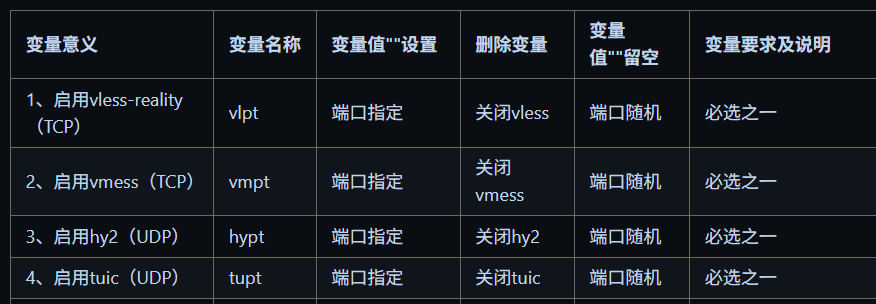 变量意义 变量名称 变量值""设置 删除变量 变量值""留空 变量要求及说明
1、启用vless-reality（TCP） vlpt 端口指定 关闭vless 端口随机 必选之一
2、启用vmess（TCP） vmpt 端口指定 关闭vmess 端口随机 必选之一
3、启用hy2（UDP） hypt 端口指定 关闭hy2 端口随机 必选之一
4、启用tuic（UDP） tupt 端口指定 关闭tuic 端口随机 必选之一